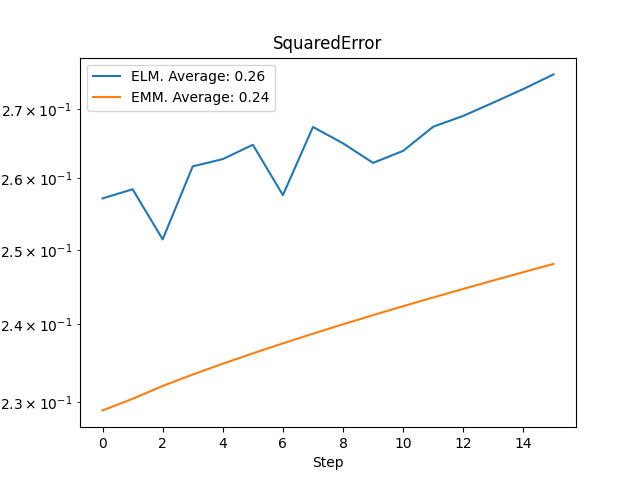 SquaredError
ELM. Average: 0.26
EMM. Average: 0.24
2.7 × 10⁻¹
2.6 × 10⁻¹
2.5 × 10⁻¹
2.4 × 10⁻¹
2.3 × 10⁻¹
0 2 4 6 8 10 12 14
Step